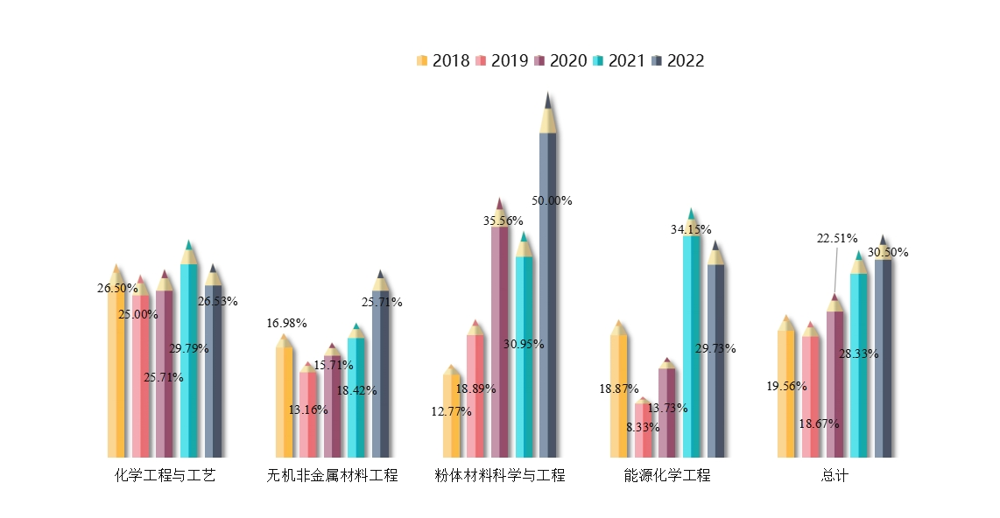 2018 2019 2020 2021 2022
26.50% 25.00% 25.71% 29.79% 26.53%
16.98% 13.16% 15.71% 18.42% 25.71%
12.77% 18.89% 35.56% 30.95% 50.00%
18.87% 8.33% 13.73% 34.15% 29.73%
19.56% 18.67% 22.51% 28.33% 30.50%
化学工程与工艺 无机非金属材料工程 粉体材料科学与工程 能源化学工程 总计